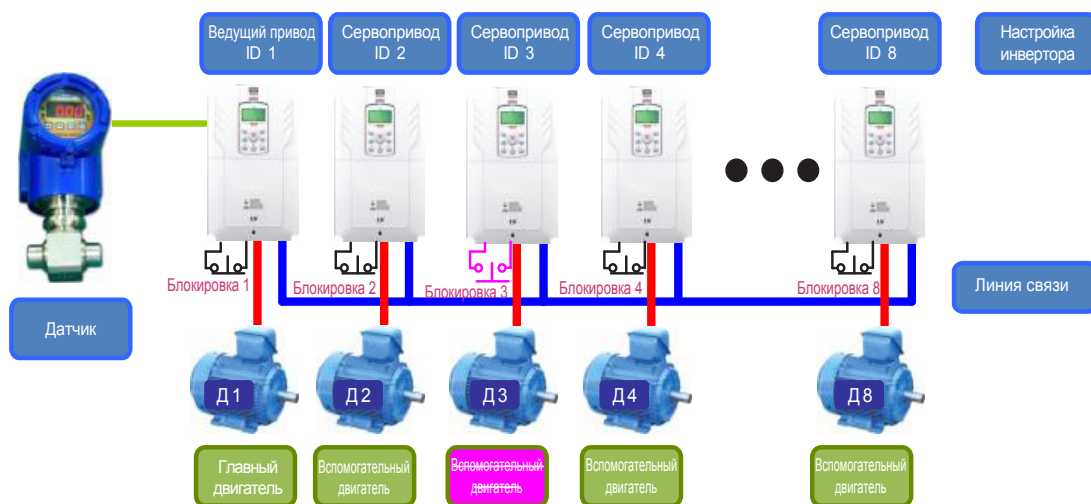 Ведущий привод
ID 1
Сервопривод
ID 2
Сервопривод
ID 3
Сервопривод
ID 4
Сервопривод
ID 8
Настройка
инвертора
Блокировка 1
Блокировка 2
Блокировка 3
Блокировка 4
Блокировка 8
Линия связи
Датчик
Д1
Д2
Д3
Д4
Д8
Главный
двигатель
Вспомогательный
двигатель
Вспомогательный
двигатель
Вспомогательный
двигатель
Вспомогательный
двигатель